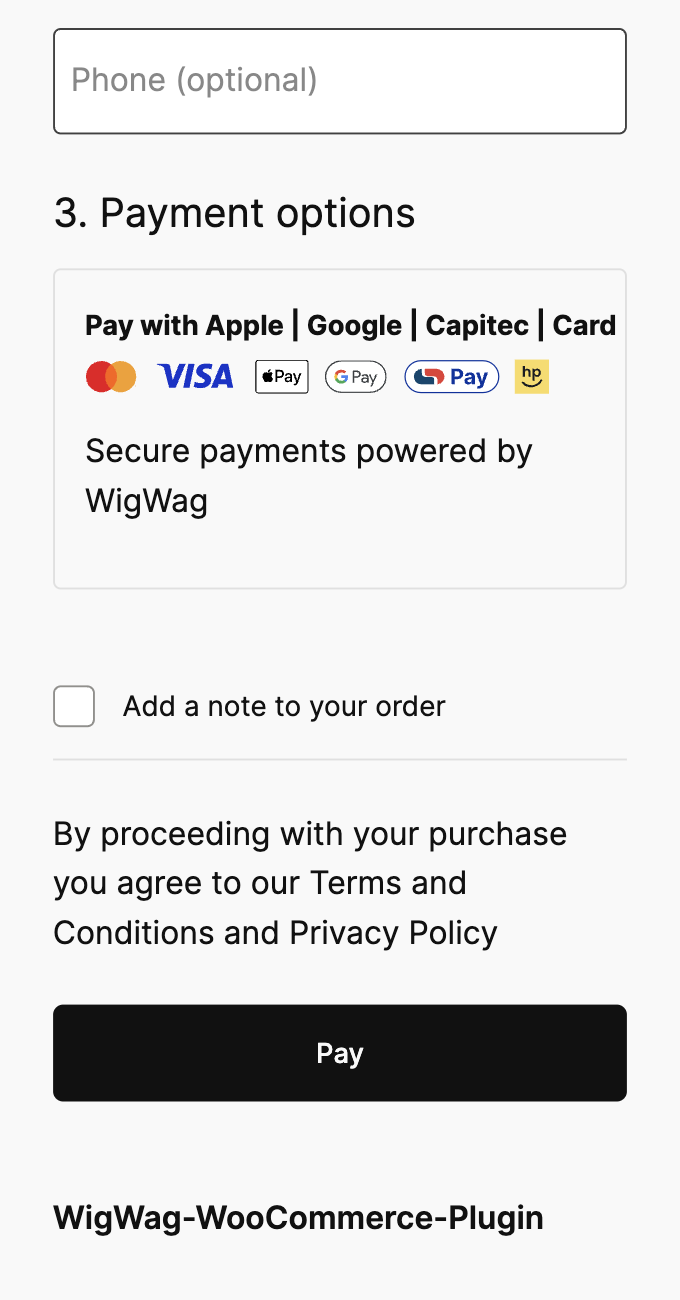 Phone (optional)
3. Payment options
Pay with Apple | Google | Capitec | Card
VISA Pay G Pay Pay hp
Secure payments powered by
WigWag
Add a note to your order
By proceeding with your purchase
you agree to our Terms and
Conditions and Privacy Policy
Pay
WigWag-WooCommerce-Plugin